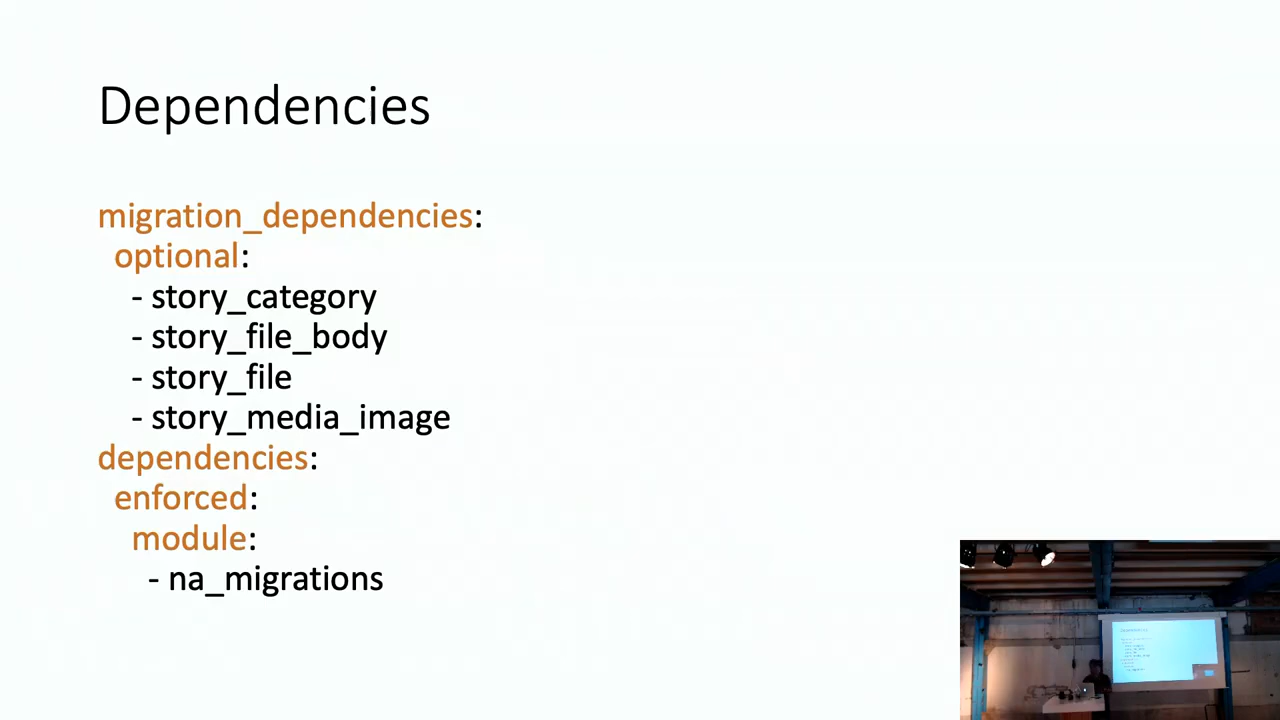 Dependencies
migration_dependencies:
optional:
- story_category
- story_file_body
- story_file
- story_media_image
dependencies:
enforced:
module:
- na_migrations